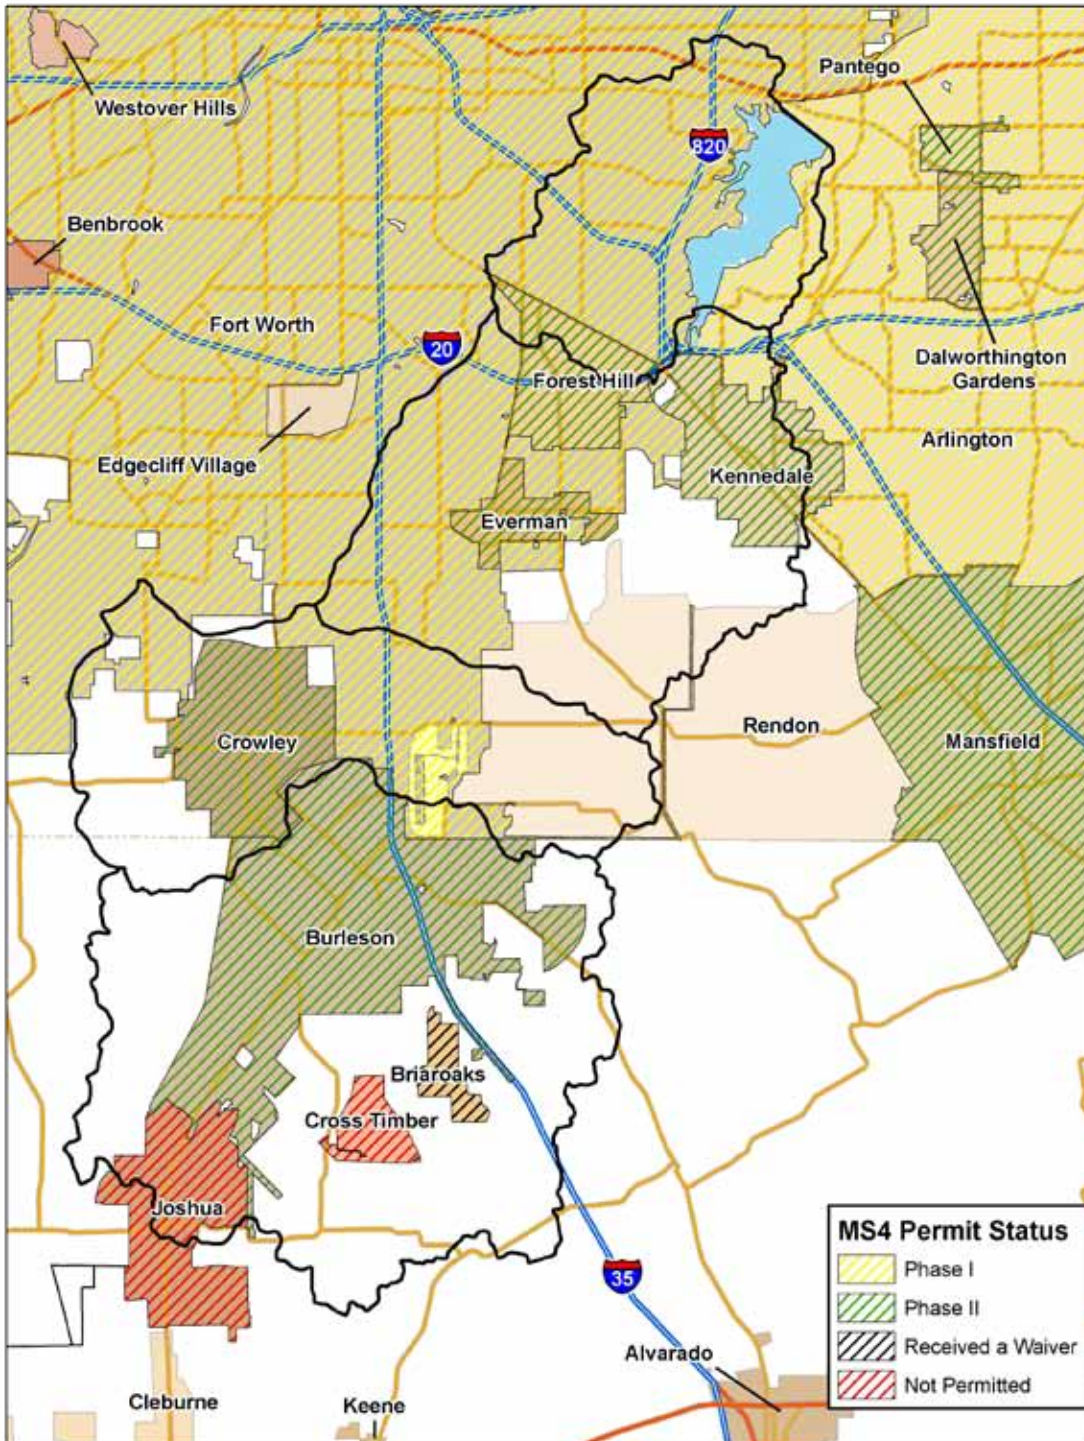 Pantego
Westover Hills
820
Benbrook
Fort Worth
20
Dalworthington
Gardens
Forest Hill
Arlington
Edgecliff Village
Kennedale
Everman
Rendon
Crowley
Mansfield
Burleson
Briaroaks
Cross Timber
Joshua
MS4 Permit Status
Phase I
Phase II
Received a Waiver
Not Permitted
35
Alvarado
Cleburne
Keene